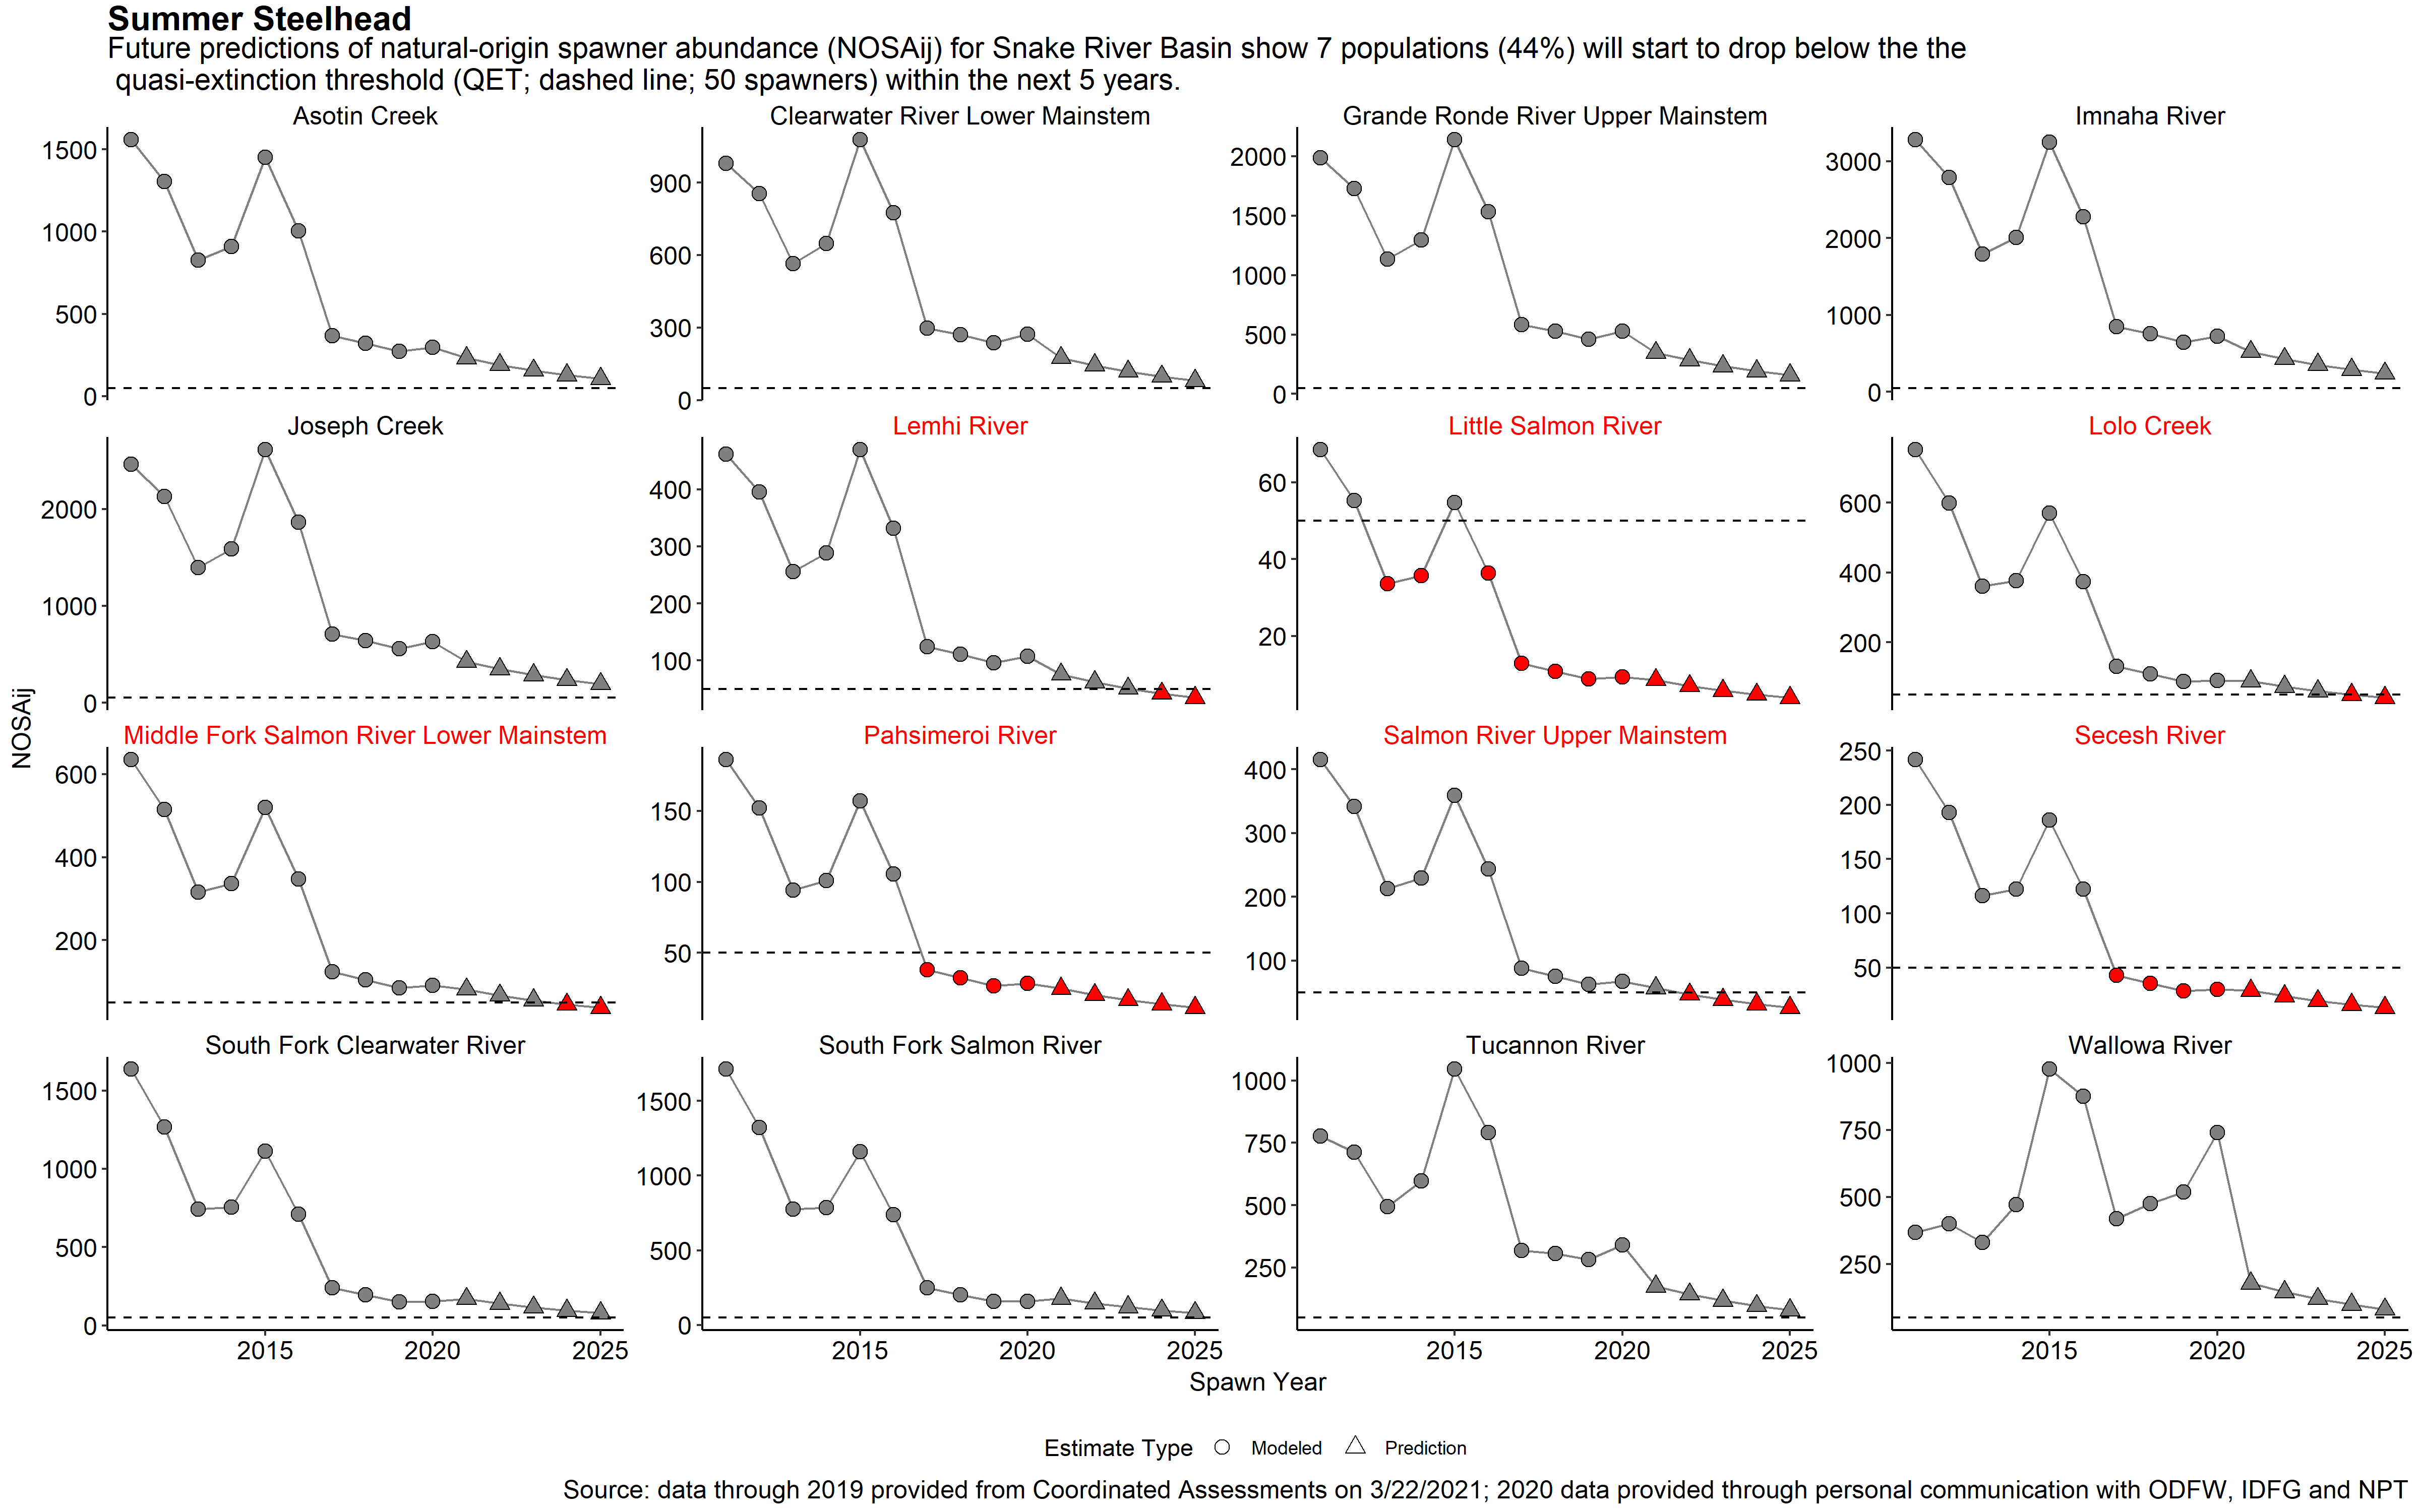 Summer Steelhead
Future predictions of natural-origin spawner abundance (NOSAij) for Snake River Basin show 7 populations (44%) will start to drop below the the
quasi-extinction threshold (QET; dashed line; 50 spawners) within the next 5 years.
Asotin Creek
1500
1000
500
0
Clearwater River Lower Mainstem
900
600
300
0
Grande Ronde River Upper Mainstem
2000
1500
1000
500
0
Imnaha River
3000
2000
1000
0
Joseph Creek
2000
1000
0
Lemhi River
400
300
200
100
Little Salmon River
60
40
20
Lolo Creek
600
400
200
NOSAij
Middle Fork Salmon River Lower Mainstem
600
400
200
Pahsimeroi River
150
100
50
Salmon River Upper Mainstem
400
300
200
100
Secesh River
250
200
150
100
50
South Fork Clearwater River
1500
1000
500
0
2015 2020 2025
South Fork Salmon River
1500
1000
500
0
2015 2020 2025
Tucannon River
1000
750
500
250
2015 2020 2025
Wallowa River
1000
750
500
250
2015 2020 2025
Spawn Year
Estimate Type Modeled Prediction
Source: data through 2019 provided from Coordinated Assessments on 3/22/2021; 2020 data provided through personal communication with ODFW, IDFG and NPT